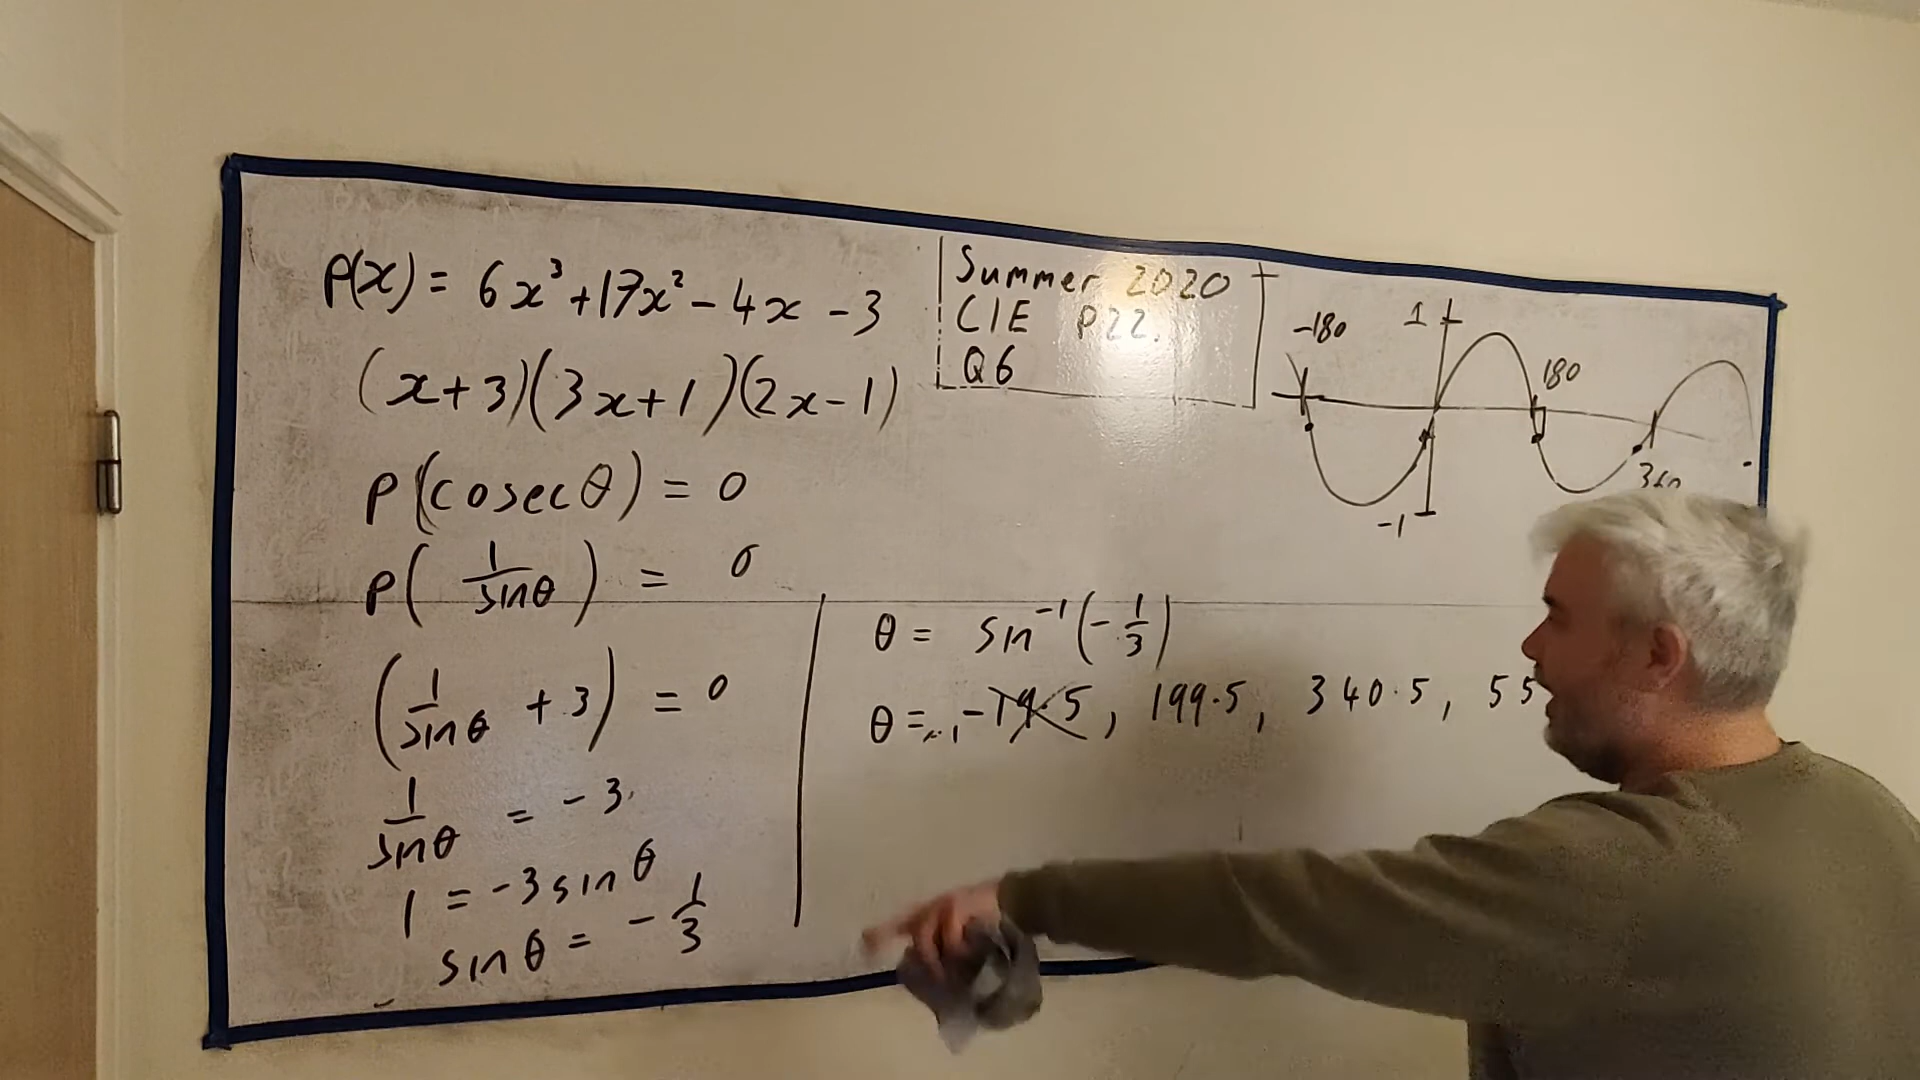 P(x) = 6x³ + 17x² - 4x - 3
(x+3)(3x+1)(2x-1)
P(cosecθ) = 0
P(1/sinθ) = 0
(1/sinθ + 3) = 0
1/sinθ = -3
1 = -3sinθ
sinθ = -1/3
Summer 2020
CIE P22.
Q6
-180
1
180
360
-1
θ = sin⁻¹(-1/3)
θ = -19.5, 199.5, 340.5, 55